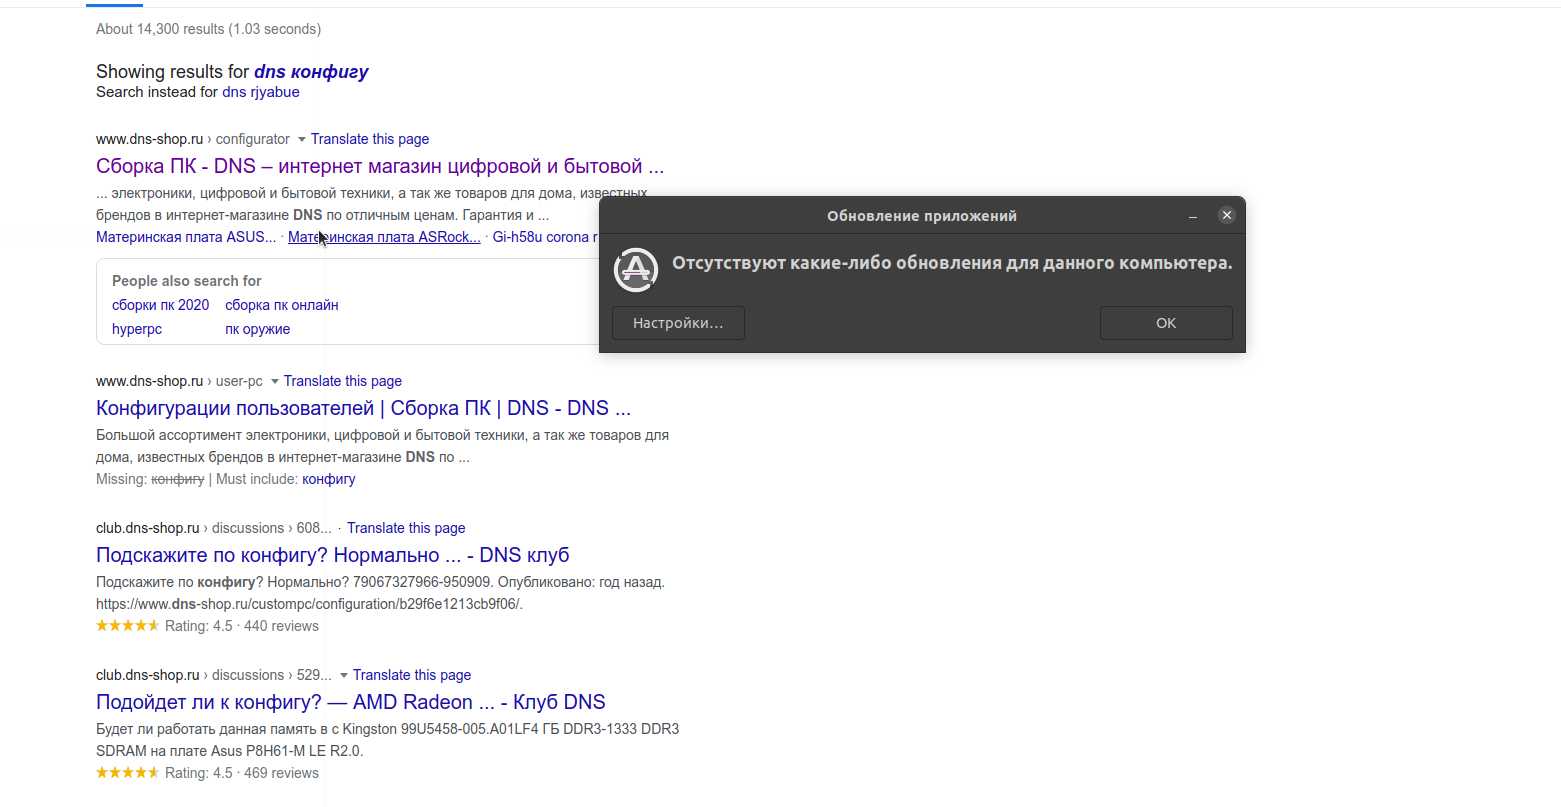 About 14,300 results (1.03 seconds)
Showing results for dns конфигу
Search instead for dns rjyabue
www.dns-shop.ru › configurator Translate this page
Сборка ПК - DNS – интернет магазин цифровой и бытовой ...
... электроники, цифровой и бытовой техники, а так же товаров для дома, известных
брендов в интернет-магазине DNS по отличным ценам. Гарантия и ...
Материнская плата ASUS... · Материнская плата ASRock... · Gi-h58u corona r
People also search for
сборки пк 2020 сборка пк онлайн
hyperpc пк оружие
Обновление приложений
Отсутствуют какие-либо обновления для данного компьютера.
Настройки... OK
www.dns-shop.ru › user-pc Translate this page
Конфигурации пользователей | Сборка ПК | DNS - DNS ...
Большой ассортимент электроники, цифровой и бытовой техники, а так же товаров для
дома, известных брендов в интернет-магазине DNS по ...
Missing: конфигу | Must include: конфигу
club.dns-shop.ru › discussions › 608... · Translate this page
Подскажите по конфигу? Нормально ... - DNS клуб
Подскажите по конфигу? Нормально? 79067327966-950909. Опубликовано: год назад.
https://www.dns-shop.ru/custompc/configuration/b29f6e1213cb9f06/.
Rating: 4.5 · 440 reviews
club.dns-shop.ru › discussions › 529... Translate this page
Подойдет ли к конфигу? — AMD Radeon ... - Клуб DNS
Будет ли работать данная память в с Kingston 99U5458-005.A01LF4 ГБ DDR3-1333 DDR3
SDRAM на плате Asus P8H61-M LE R2.0.
Rating: 4.5 · 469 reviews